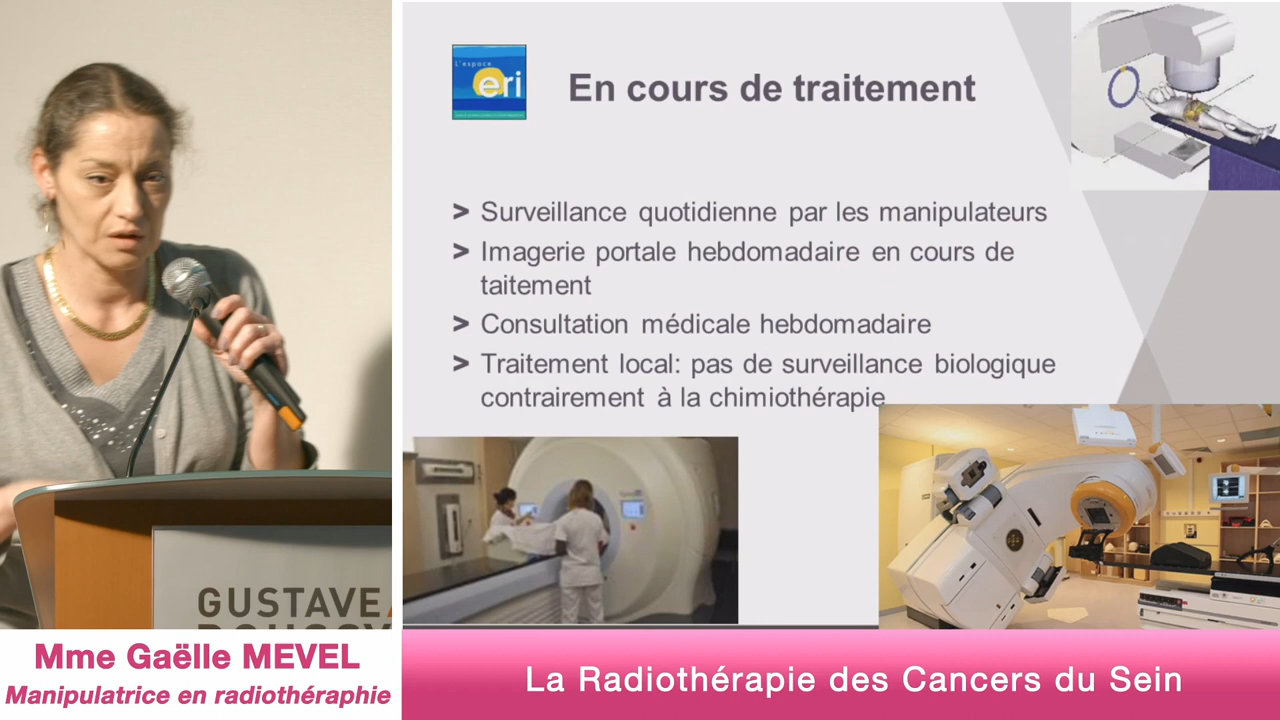 L'espace
eri
En cours de traitement
> Surveillance quotidienne par les manipulateurs
> Imagerie portale hebdomadaire en cours de
taitement
> Consultation médicale hebdomadaire
> Traitement local: pas de surveillance biologique
contrairement à la chimiothérapie
GUSTAVE
Mme Gaëlle MEVEL
Manipulatrice en radiothéraphie
La Radiothérapie des Cancers du Sein